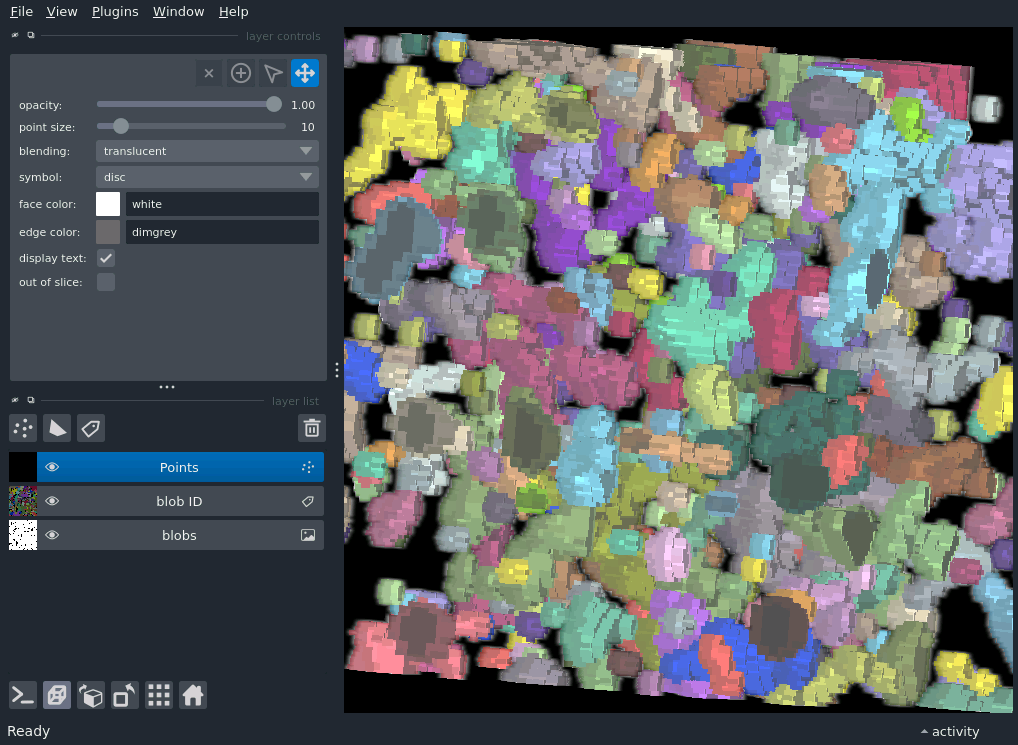 File View Plugins Window Help
layer controls
opacity: 1.00
point size: 10
blending: translucent
symbol: disc
face color: white
edge color: dimgrey
display text:
out of slice:
layer list
Points
blob ID
blobs
Ready activity